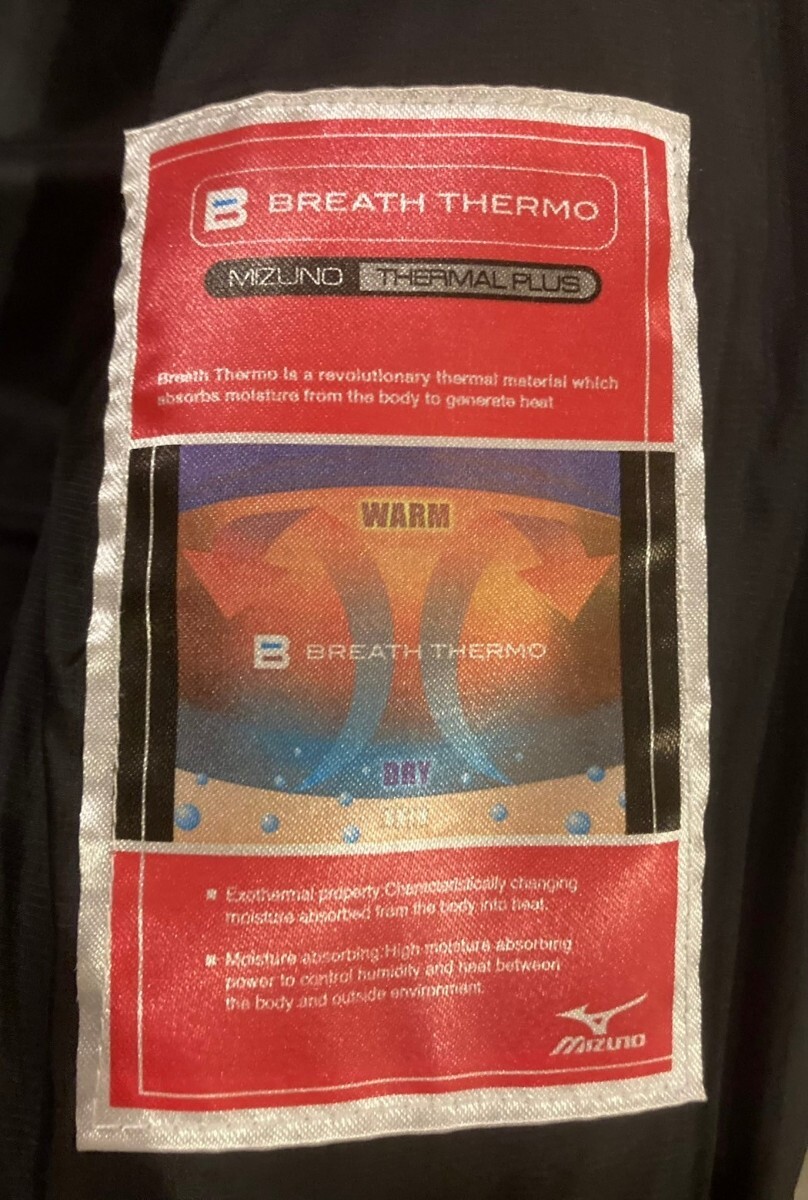 B BREATH THERMO
MIZUNO THERMAL PLUS
Breath Thermo is a revolutionary thermal material which
absorbs moisture from the body to generate heat
WARM
B BREATH THERMO
DRY
SKIN
Exothermal property:Characteristically changing
moisture absorbed from the body into heat.
Moisture absorbing:High moisture absorbing
power to control humidity and heat between
the body and outside environment.
MIZUNO